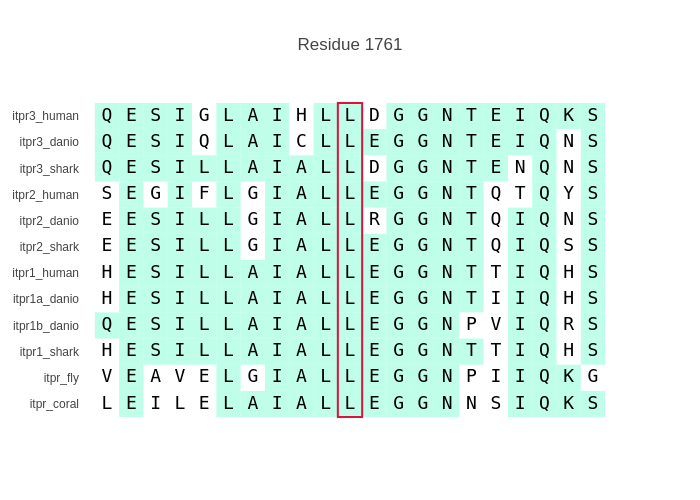 Residue 1761
itpr3_human Q E S I G L A I H L L D G G N T E I Q K S
itpr3_danio Q E S I Q L A I C L L E G G N T E I Q N S
itpr3_shark Q E S I L L A I A L L D G G N T E N Q N S
itpr2_human S E G I F L G I A L L E G G N T Q T Q Y S
itpr2_danio E E S I L L G I A L L R G G N T Q I Q N S
itpr2_shark E E S I L L G I A L L E G G N T Q I Q S S
itpr1_human H E S I L L A I A L L E G G N T T I Q H S
itpr1a_danio H E S I L L A I A L L E G G N T I I Q H S
itpr1b_danio Q E S I L L A I A L L E G G N P V I Q R S
itpr1_shark H E S I L L A I A L L E G G N T T I Q H S
itpr_fly V E A V E L G I A L L E G G N P I I Q K G
itpr_coral L E I L E L A I A L L E G G N N S I Q K S